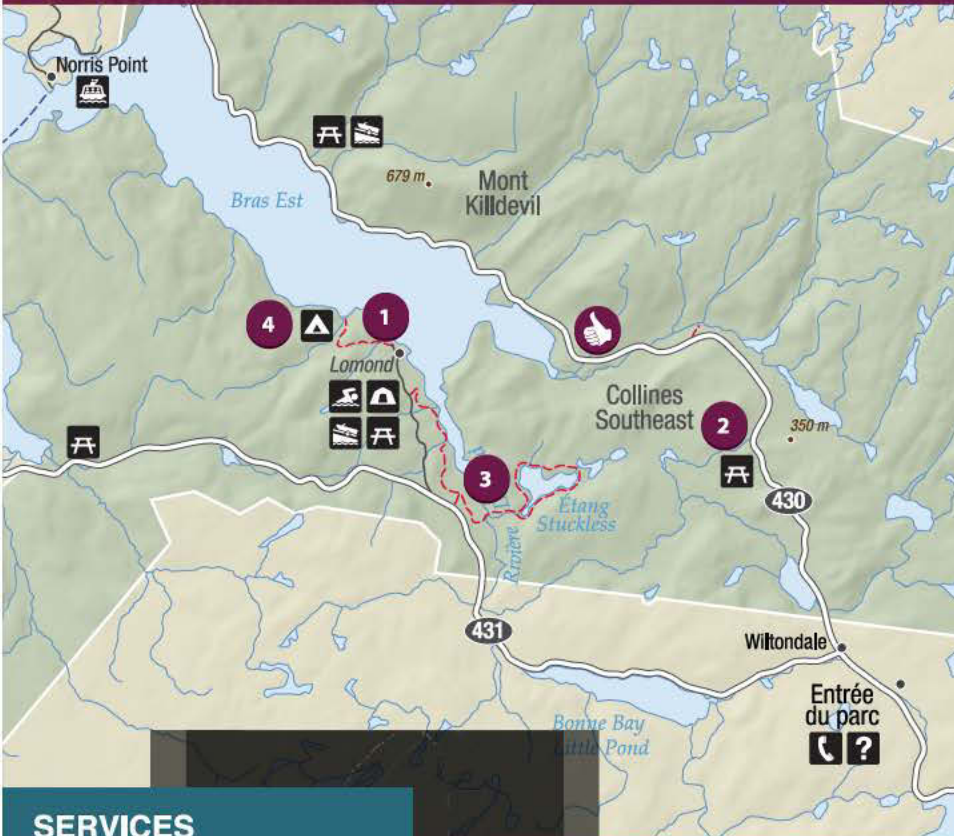 Norris Point
679 m
Mont
Killdevil
Bras Est
4
1
Lomond
Collines
Southeast
2
350 m
3
430
Étang
Stuckless
Rivière
431
Wiltondale
Entrée
du parc
?
Bonne Bay
Little Pond
SERVICES